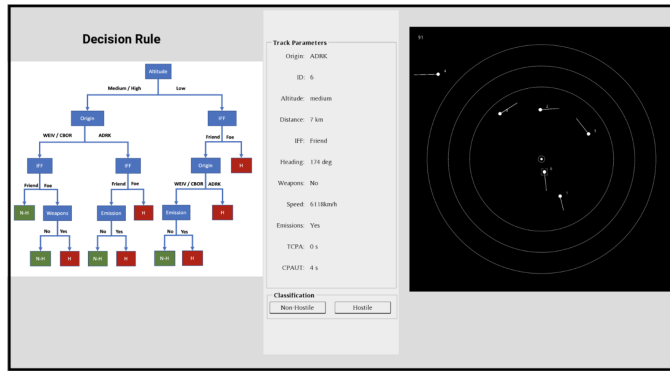 Decision Rule
Altitude
Medium / High
Low
Origin
IFF
WEIV / CBOR
ADRK
Friend
Foe
IFF
IFF
Origin
H
Friend
Foe
Friend
Foe
WEIV / CBOR
ADRK
N-H
Weapons
Emission
H
Emission
H
No
Yes
No
Yes
No
Yes
N-H
H
N-H
H
N-H
H
Track Parameters
Origin: ADRK
ID: 6
Altitude: medium
Distance: 7 km
IFF: Friend
Heading: 174 deg
Weapons: No
Speed: 6118km/h
Emissions: Yes
TCPA: 0 s
CPAUT: 4 s
Classification
Non-Hostile
Hostile